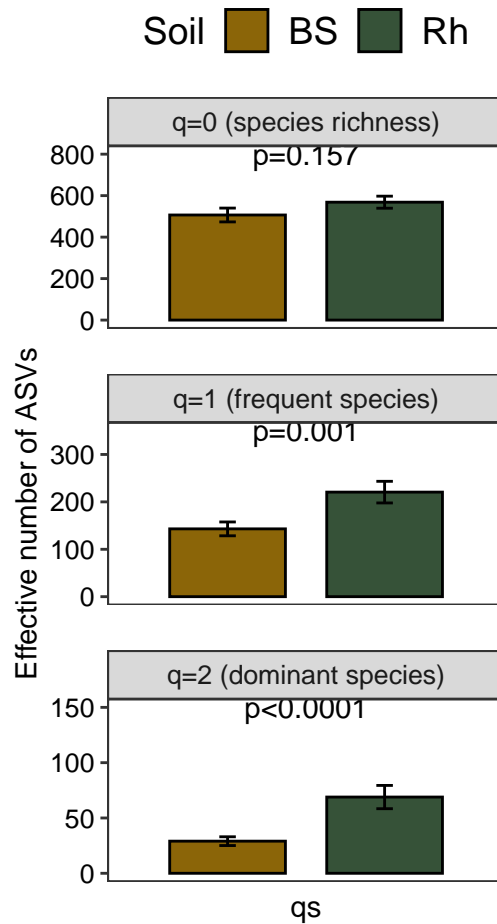 Soil BS Rh
q=0 (species richness)
p=0.157
800
600
400
200
0
q=1 (frequent species)
p=0.001
300
200
100
0
q=2 (dominant species)
p<0.0001
150
100
50
0
Effective number of ASVs
qs